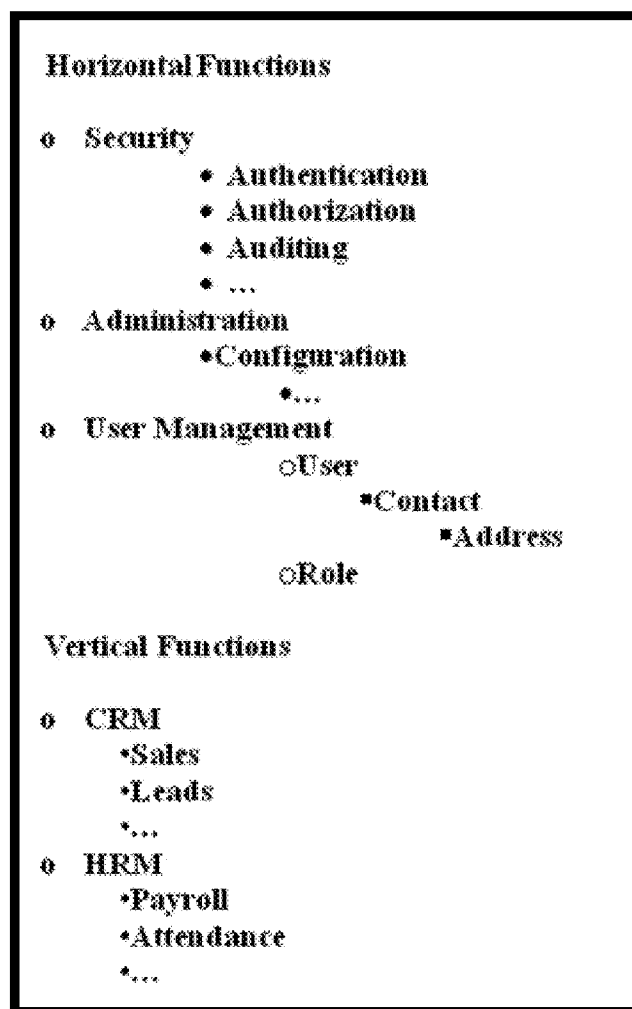 Horizontal Functions
o Security
• Authentication
• Authorization
• Auditing
• ...
o Administration
•Configuration
•...
o User Management
○User
▪Contact
▪Address
○Role
Vertical Functions
o CRM
•Sales
•Leads
•...
o HRM
•Payroll
•Attendance
•...